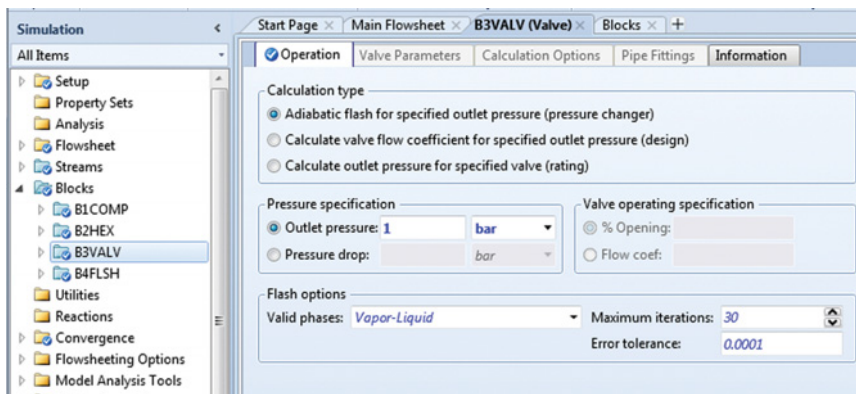 Simulation
All Items
Setup
Property Sets
Analysis
Flowsheet
Streams
Blocks
B1COMP
B2HEX
B3VALV
B4FLSH
Utilities
Reactions
Convergence
Flowsheeting Options
Model Analysis Tools
Start Page Main Flowsheet B3VALV (Valve) Blocks +
Operation Valve Parameters Calculation Options Pipe Fittings Information
Calculation type
Adiabatic flash for specified outlet pressure (pressure changer)
Calculate valve flow coefficient for specified outlet pressure (design)
Calculate outlet pressure for specified valve (rating)
Pressure specification
Outlet pressure: 1 bar
Pressure drop: bar
Valve operating specification
% Opening:
Flow coef:
Flash options
Valid phases: Vapor-Liquid
Maximum iterations: 30
Error tolerance: 0.0001